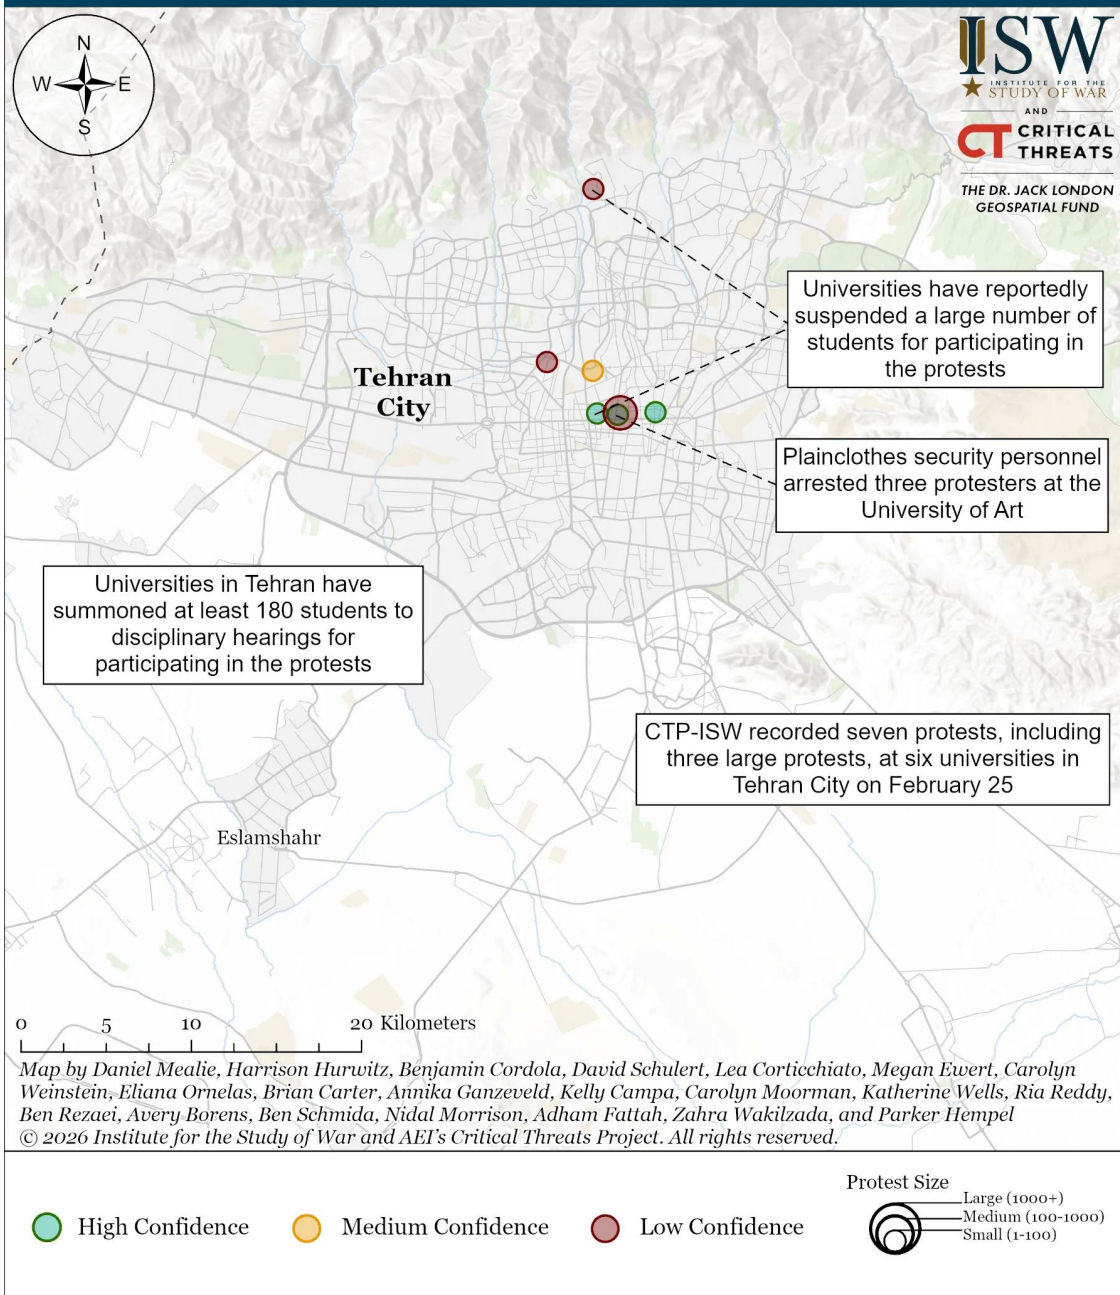 N
W
E
S
ISW
INSTITUTE FOR THE
STUDY OF WAR
AND
CT CRITICAL
THREATS
THE DR. JACK LONDON
GEOSPATIAL FUND
Universities have reportedly
suspended a large number of
students for participating in
the protests
Tehran
City
Plainclothes security personnel
arrested three protesters at the
University of Art
Universities in Tehran have
summoned at least 180 students to
disciplinary hearings for
participating in the protests
CTP-ISW recorded seven protests, including
three large protests, at six universities in
Tehran City on February 25
Eslamshahr
0 5 10 20 Kilometers
Map by Daniel Mealie, Harrison Hurwitz, Benjamin Cordola, David Schulert, Lea Corticchiato, Megan Ewert, Carolyn
Weinstein, Eliana Ornelas, Brian Carter, Annika Ganzeveld, Kelly Campa, Carolyn Moorman, Katherine Wells, Ria Reddy,
Ben Rezaei, Avery Borens, Ben Schmida, Nidal Morrison, Adham Fattah, Zahra Wakilzada, and Parker Hempel
© 2026 Institute for the Study of War and AEI's Critical Threats Project. All rights reserved.
High Confidence
Medium Confidence
Low Confidence
Protest Size
Large (1000+)
Medium (100-1000)
Small (1-100)